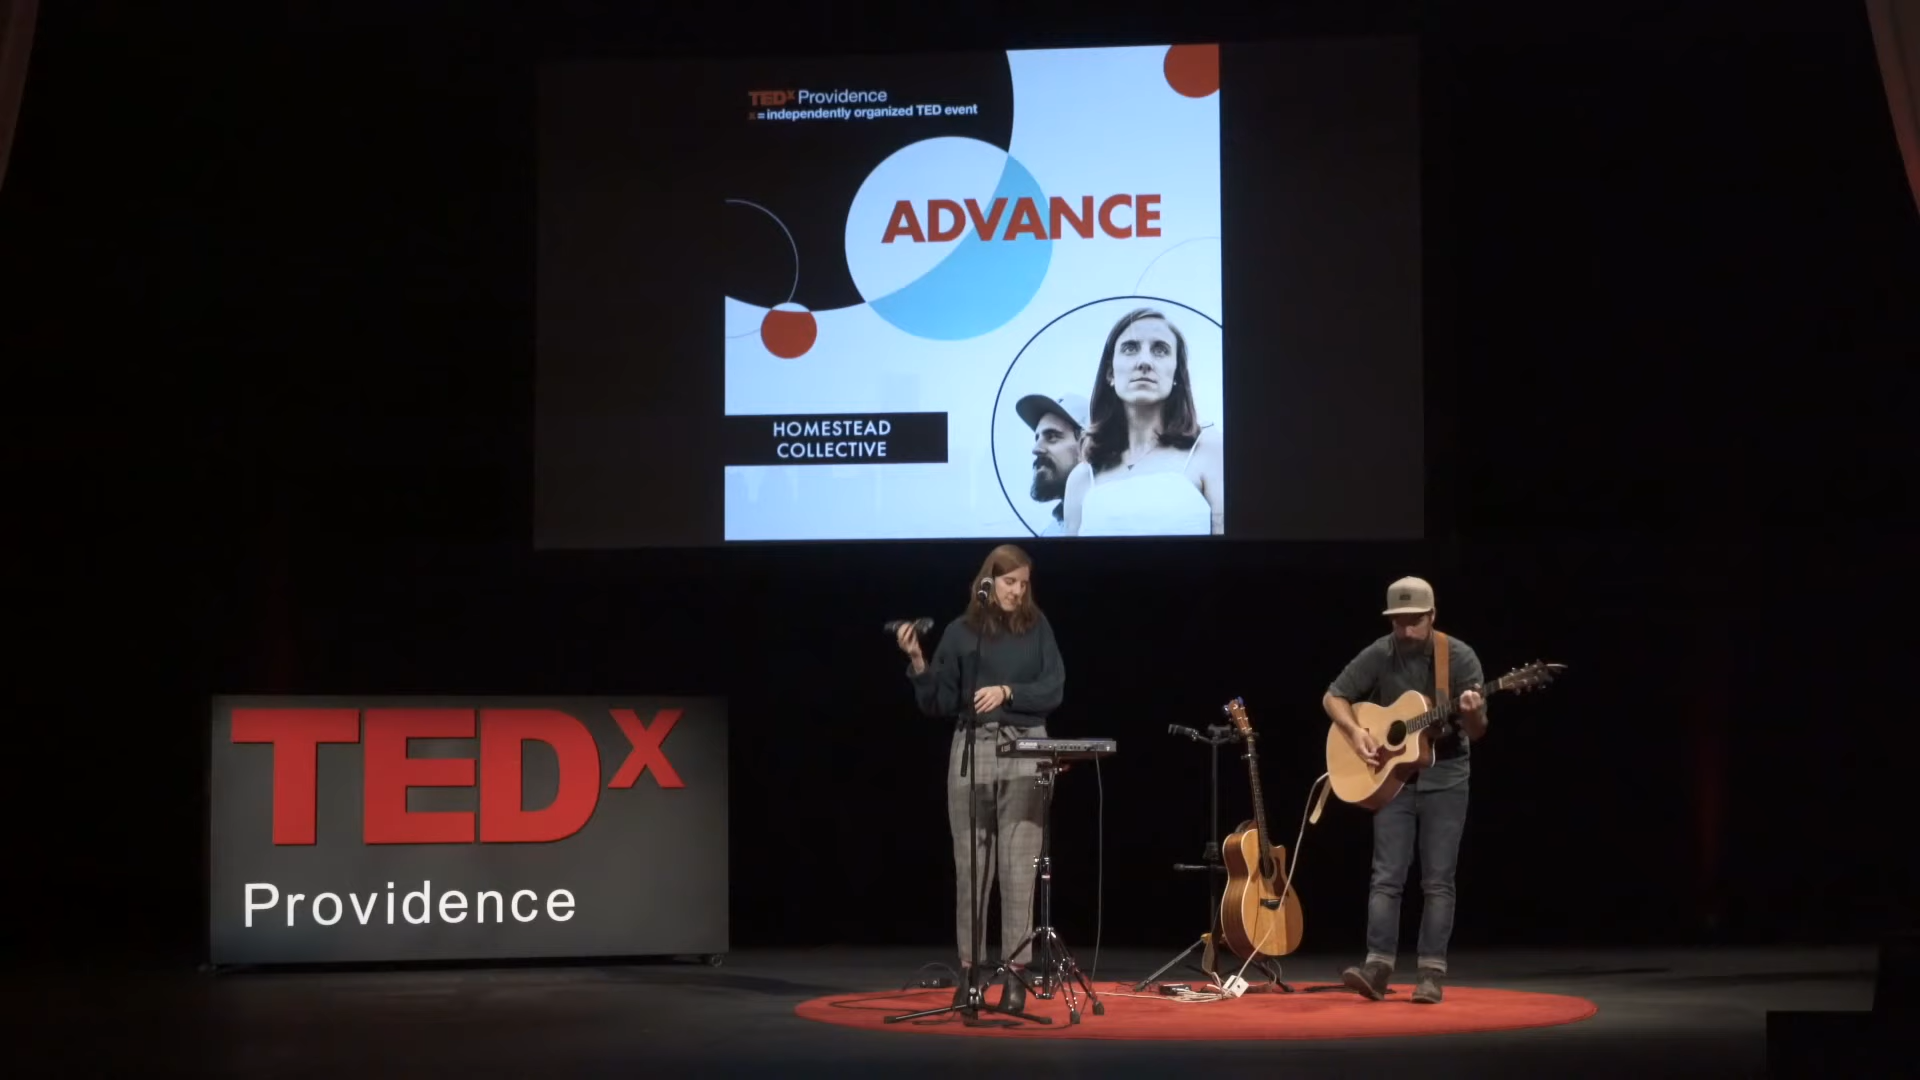 TEDx Providence
x = independently organized TED event
ADVANCE
HOMESTEAD
COLLECTIVE
TEDx
Providence